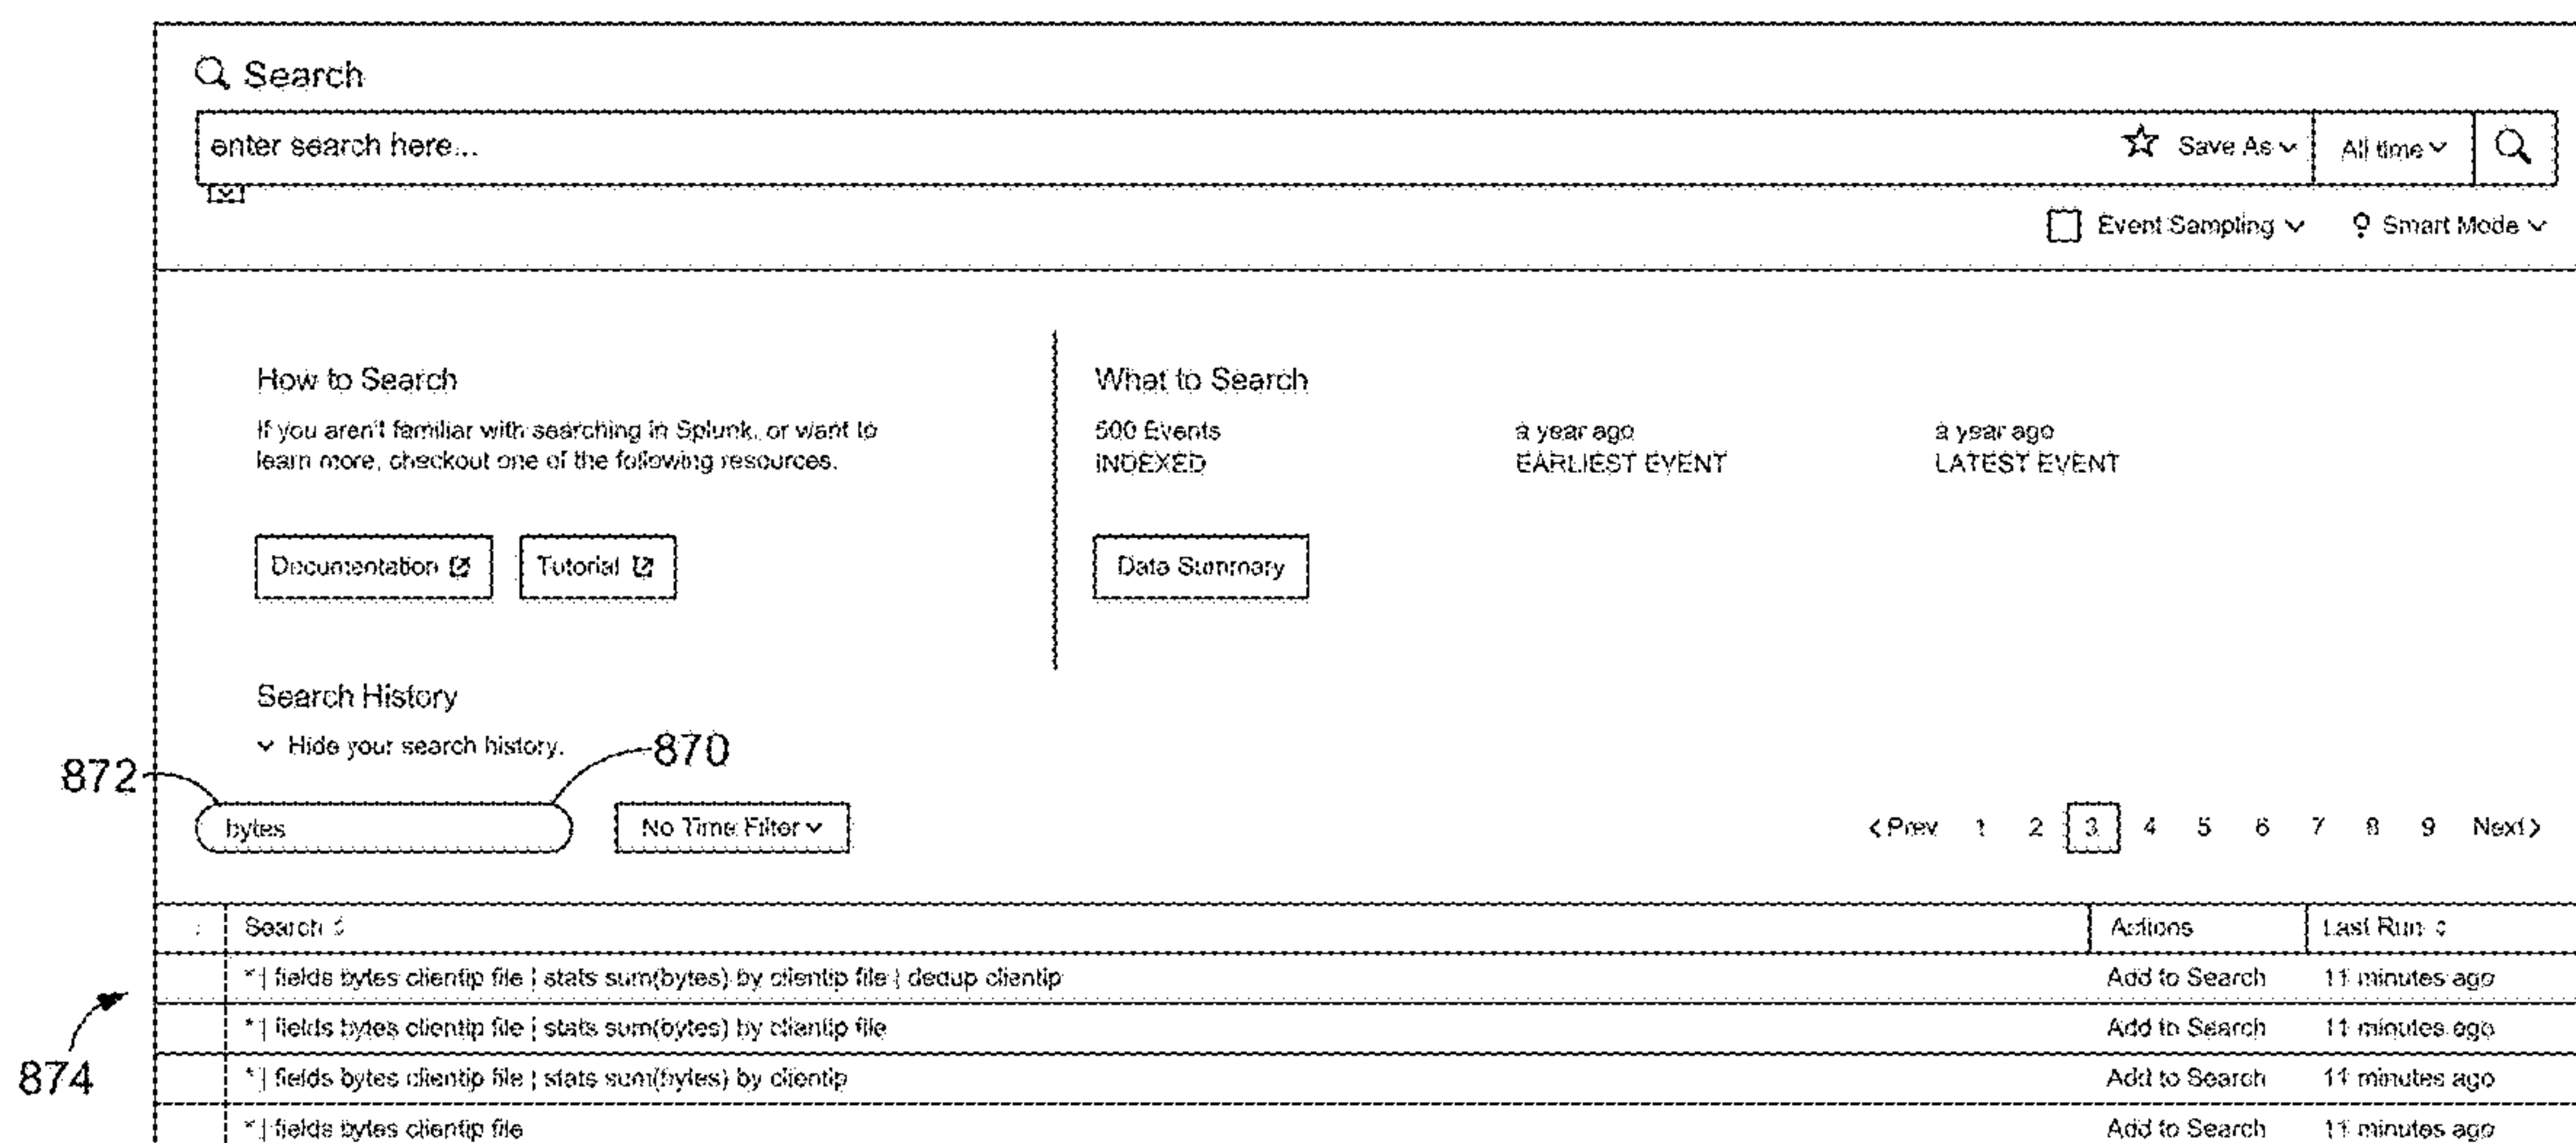 Search
enter search here... Save As All time
Event Sampling Smart Mode
How to Search
If you aren't familiar with searching in Splunk, or want to
learn more, checkout one of the following resources.
Documentation Tutorial
What to Search
500 Events a year ago a year ago
INDEXED EARLIEST EVENT LATEST EVENT
Data Summary
Search History
Hide your search history.
870
872
bytes No Time Filter < Prev 1 2 3 4 5 6 7 8 9 Next >
Search Actions Last Run
* | fields bytes clientip file | stats sum(bytes) by clientip file | dedup clientip Add to Search 11 minutes ago
874
* | fields bytes clientip file | stats sum(bytes) by clientip file Add to Search 11 minutes ago
* | fields bytes clientip file | stats sum(bytes) by clientip Add to Search 11 minutes ago
* | fields bytes clientip file Add to Search 11 minutes ago